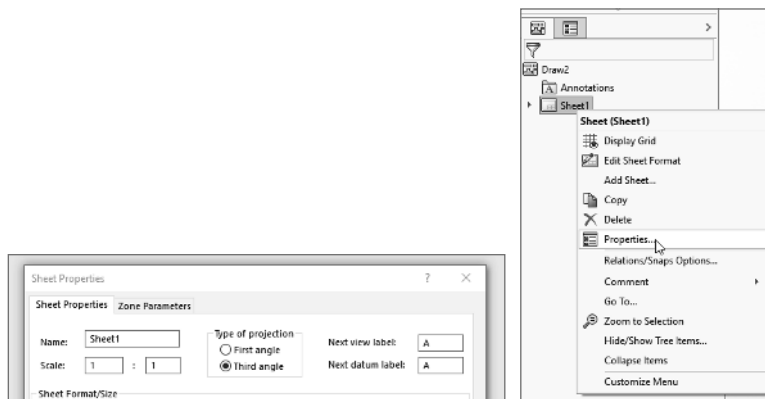 Draw2
Annotations
Sheet1
Sheet (Sheet1)
Display Grid
Edit Sheet Format
Add Sheet...
Copy
Delete
Properties...
Relations/Snaps Options...
Comment
Go To...
Zoom to Selection
Hide/Show Tree Items...
Collapse Items
Customize Menu
Sheet Properties ? ×
Sheet Properties Zone Parameters
Name: Sheet1 Type of projection Next view label: A
First angle
Scale: 1 : 1 Third angle Next datum label: A
Sheet Format/Size